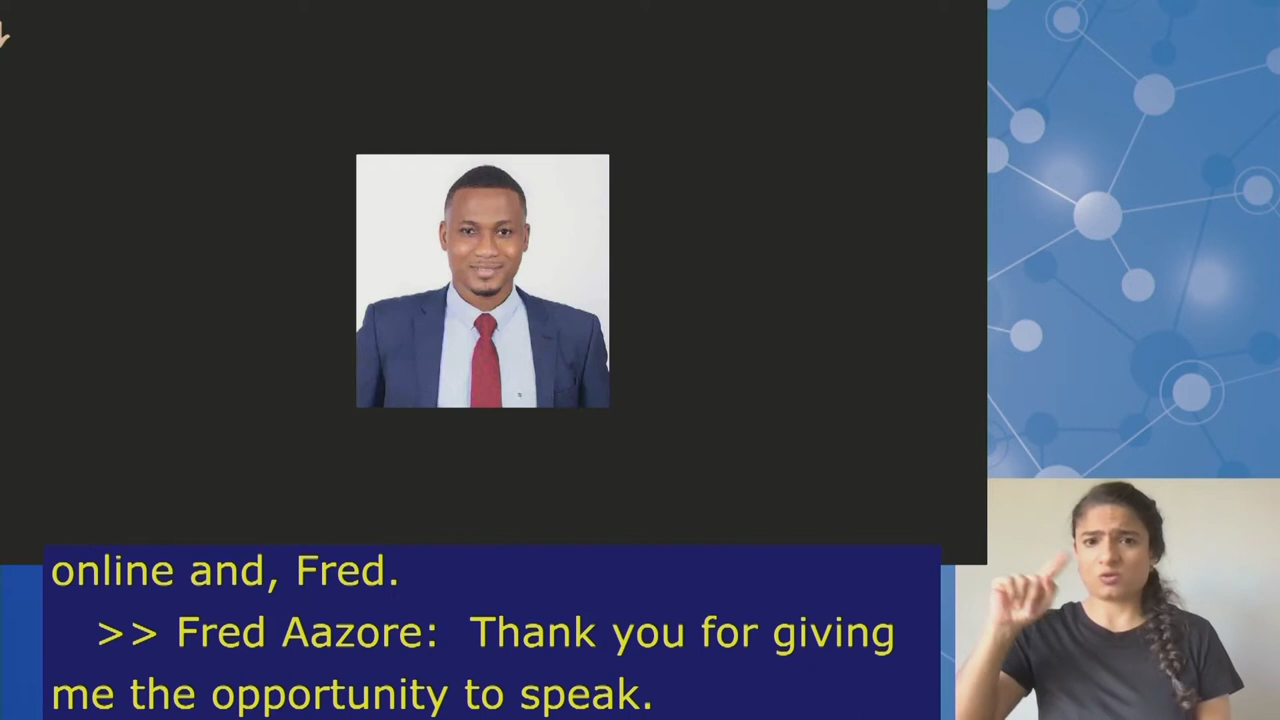 online and, Fred.
>> Fred Aazore: Thank you for giving
me the opportunity to speak.